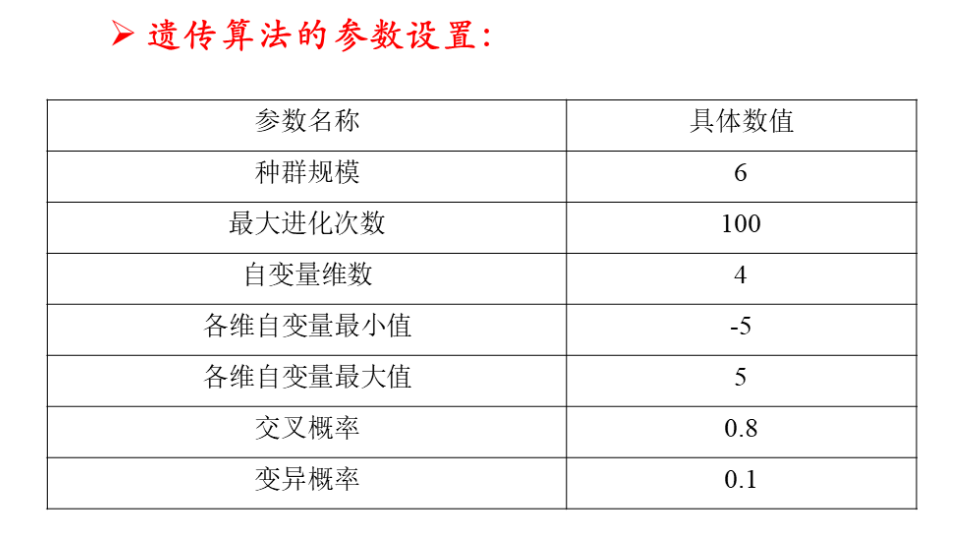 遗传算法的参数设置:
参数名称 具体数值
种群规模 6
最大进化次数 100
自变量维数 4
各维自变量最小值 -5
各维自变量最大值 5
交叉概率 0.8
变异概率 0.1